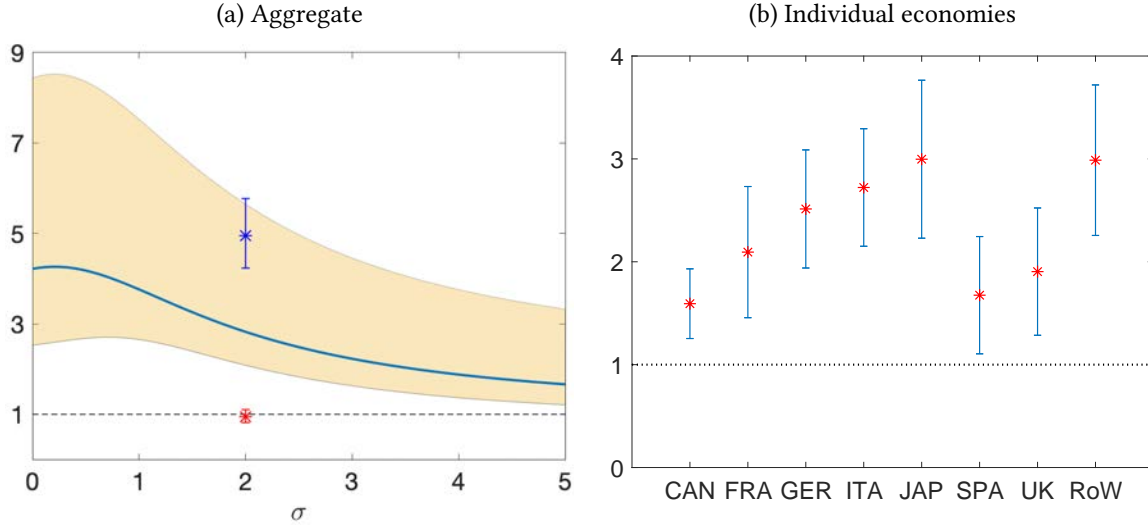 (a) Aggregate
9
7
5
3
1
0 1 2 3 4 5
σ
(b) Individual economies
4
3
2
1
0
CAN FRA GER ITA JAP SPA UK RoW